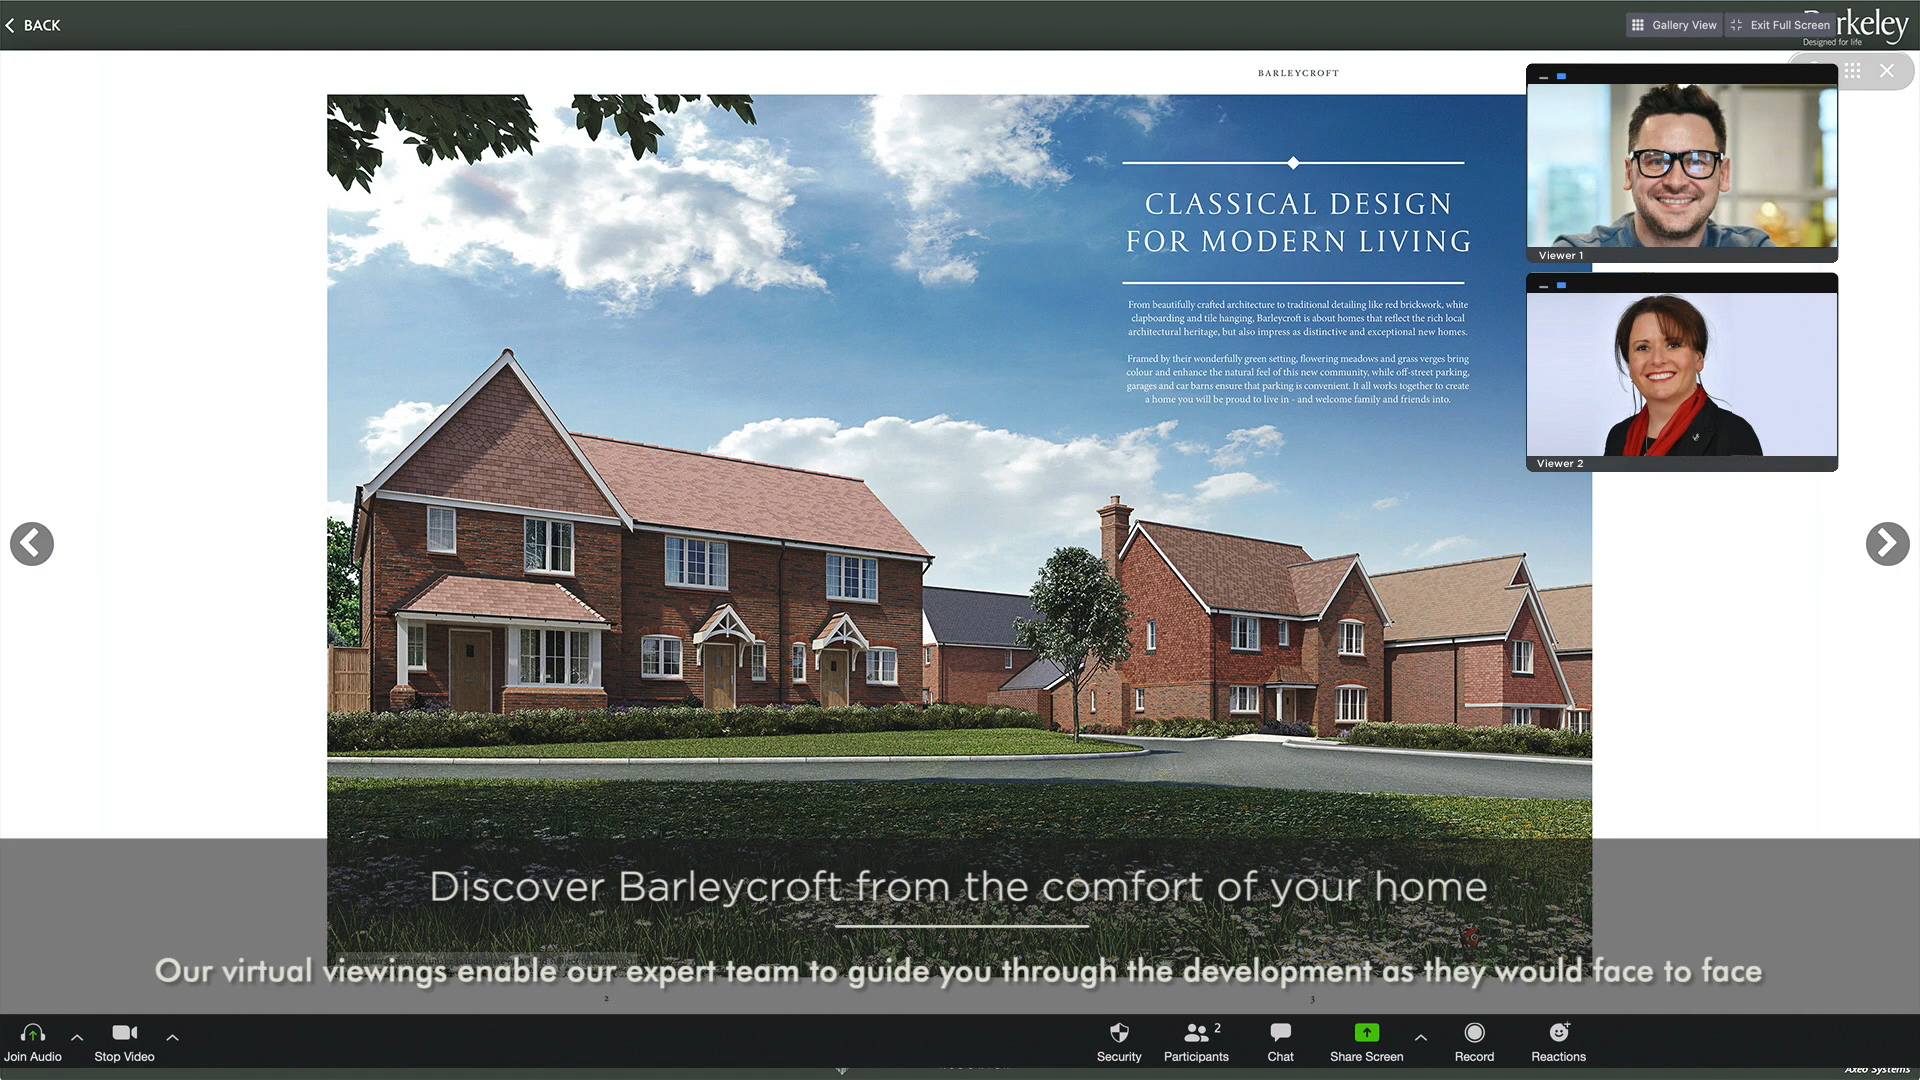 BACK
Gallery View
Exit Full Screen
rkeley
Designed for life
BARLEYCROFT
CLASSICAL DESIGN
FOR MODERN LIVING
From beautifully crafted architecture to traditional detailing like red brickwork, white
clapboarding and tile hanging, Barleycroft is about homes that reflect the rich local
architectural heritage, but also impress as distinctive and exceptional new homes.
Framed by their wonderfully green setting, flowering meadows and grass verges bring
colour and enhance the natural feel of this new community, while off-street parking,
garages and car barns ensure that parking is convenient. It all works together to create
a home you will be proud to live in - and welcome family and friends into.
Viewer 1
Viewer 2
Discover Barleycroft from the comfort of your home
Our virtual viewings enable our expert team to guide you through the development as they would face to face
2
3
Join Audio
Stop Video
Security
Participants
2
Chat
Share Screen
Record
Reactions
Axeo Systems